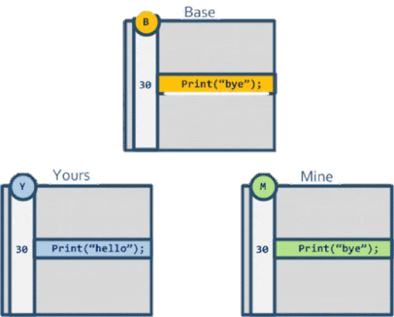 Base
B
30 Print(“bye”);
Yours
Y
30 Print(“hello”);
Mine
M
30 Print(“bye”);